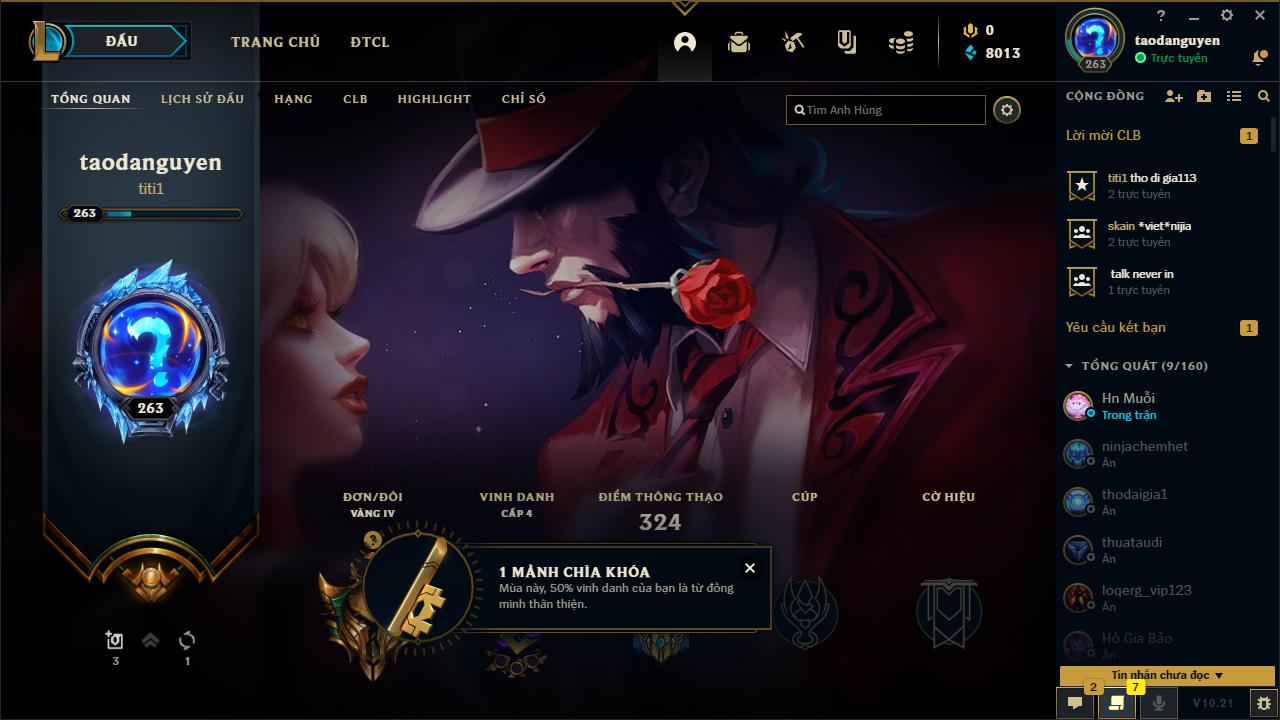 ĐẤU
TRANG CHỦ
ĐTCL
0
8013
?
taodanguyen
Trực tuyến
263
TỔNG QUAN
LỊCH SỬ ĐẤU
HẠNG
CLB
HIGHLIGHT
CHỈ SỐ
Tìm Anh Hùng
CỘNG ĐỒNG
Lời mời CLB
1
taodanguyen
titi1
263
263
3
1
titi1 tho di gia113
2 trực tuyến
skain *viet*nijia
2 trực tuyến
talk never in
1 trực tuyến
Yêu cầu kết bạn
1
TỔNG QUÁT (9/160)
Hn Muỗi
Trong trận
ninjachemhet
Ẩn
thodaigia1
Ẩn
thuataudi
Ẩn
loqerg_vip123
Ẩn
Hồ Gia Bảo
Ẩn
ĐƠN/ĐÔI
VÀNG IV
VINH DANH
CẤP 4
ĐIỂM THÔNG THẠO
324
CÚP
CỜ HIỆU
?
1 MẢNH CHÌA KHÓA
Mùa này, 50% vinh danh của bạn là từ đồng
minh thân thiện.
Tin nhắn chưa đọc
2
7
V10.21